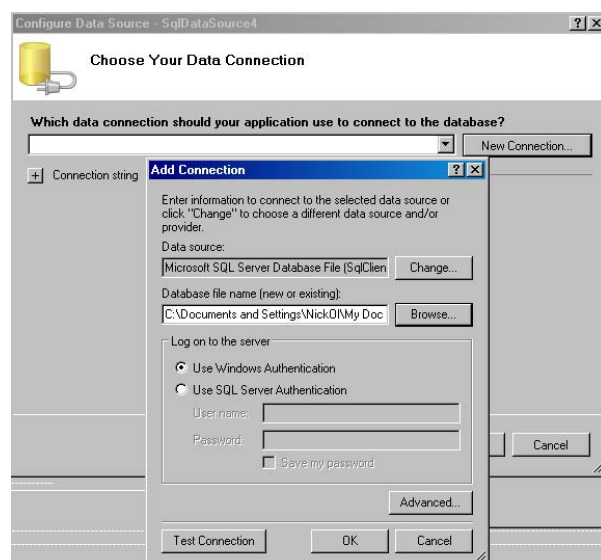 Configure Data Source - SqlDataSource4
Choose Your Data Connection
Which data connection should your application use to connect to the database?
New Connection...
Connection string
Add Connection
Enter information to connect to the selected data source or
click "Change" to choose a different data source and/or
provider.
Data source:
Microsoft SQL Server Database File (SqlClien
Change...
Database file name (new or existing):
C:\Documents and Settings\NickOl\My Doc
Browse...
Log on to the server
Use Windows Authentication
Use SQL Server Authentication
User name:
Password:
Save my password
Cancel
Advanced...
Test Connection
OK
Cancel